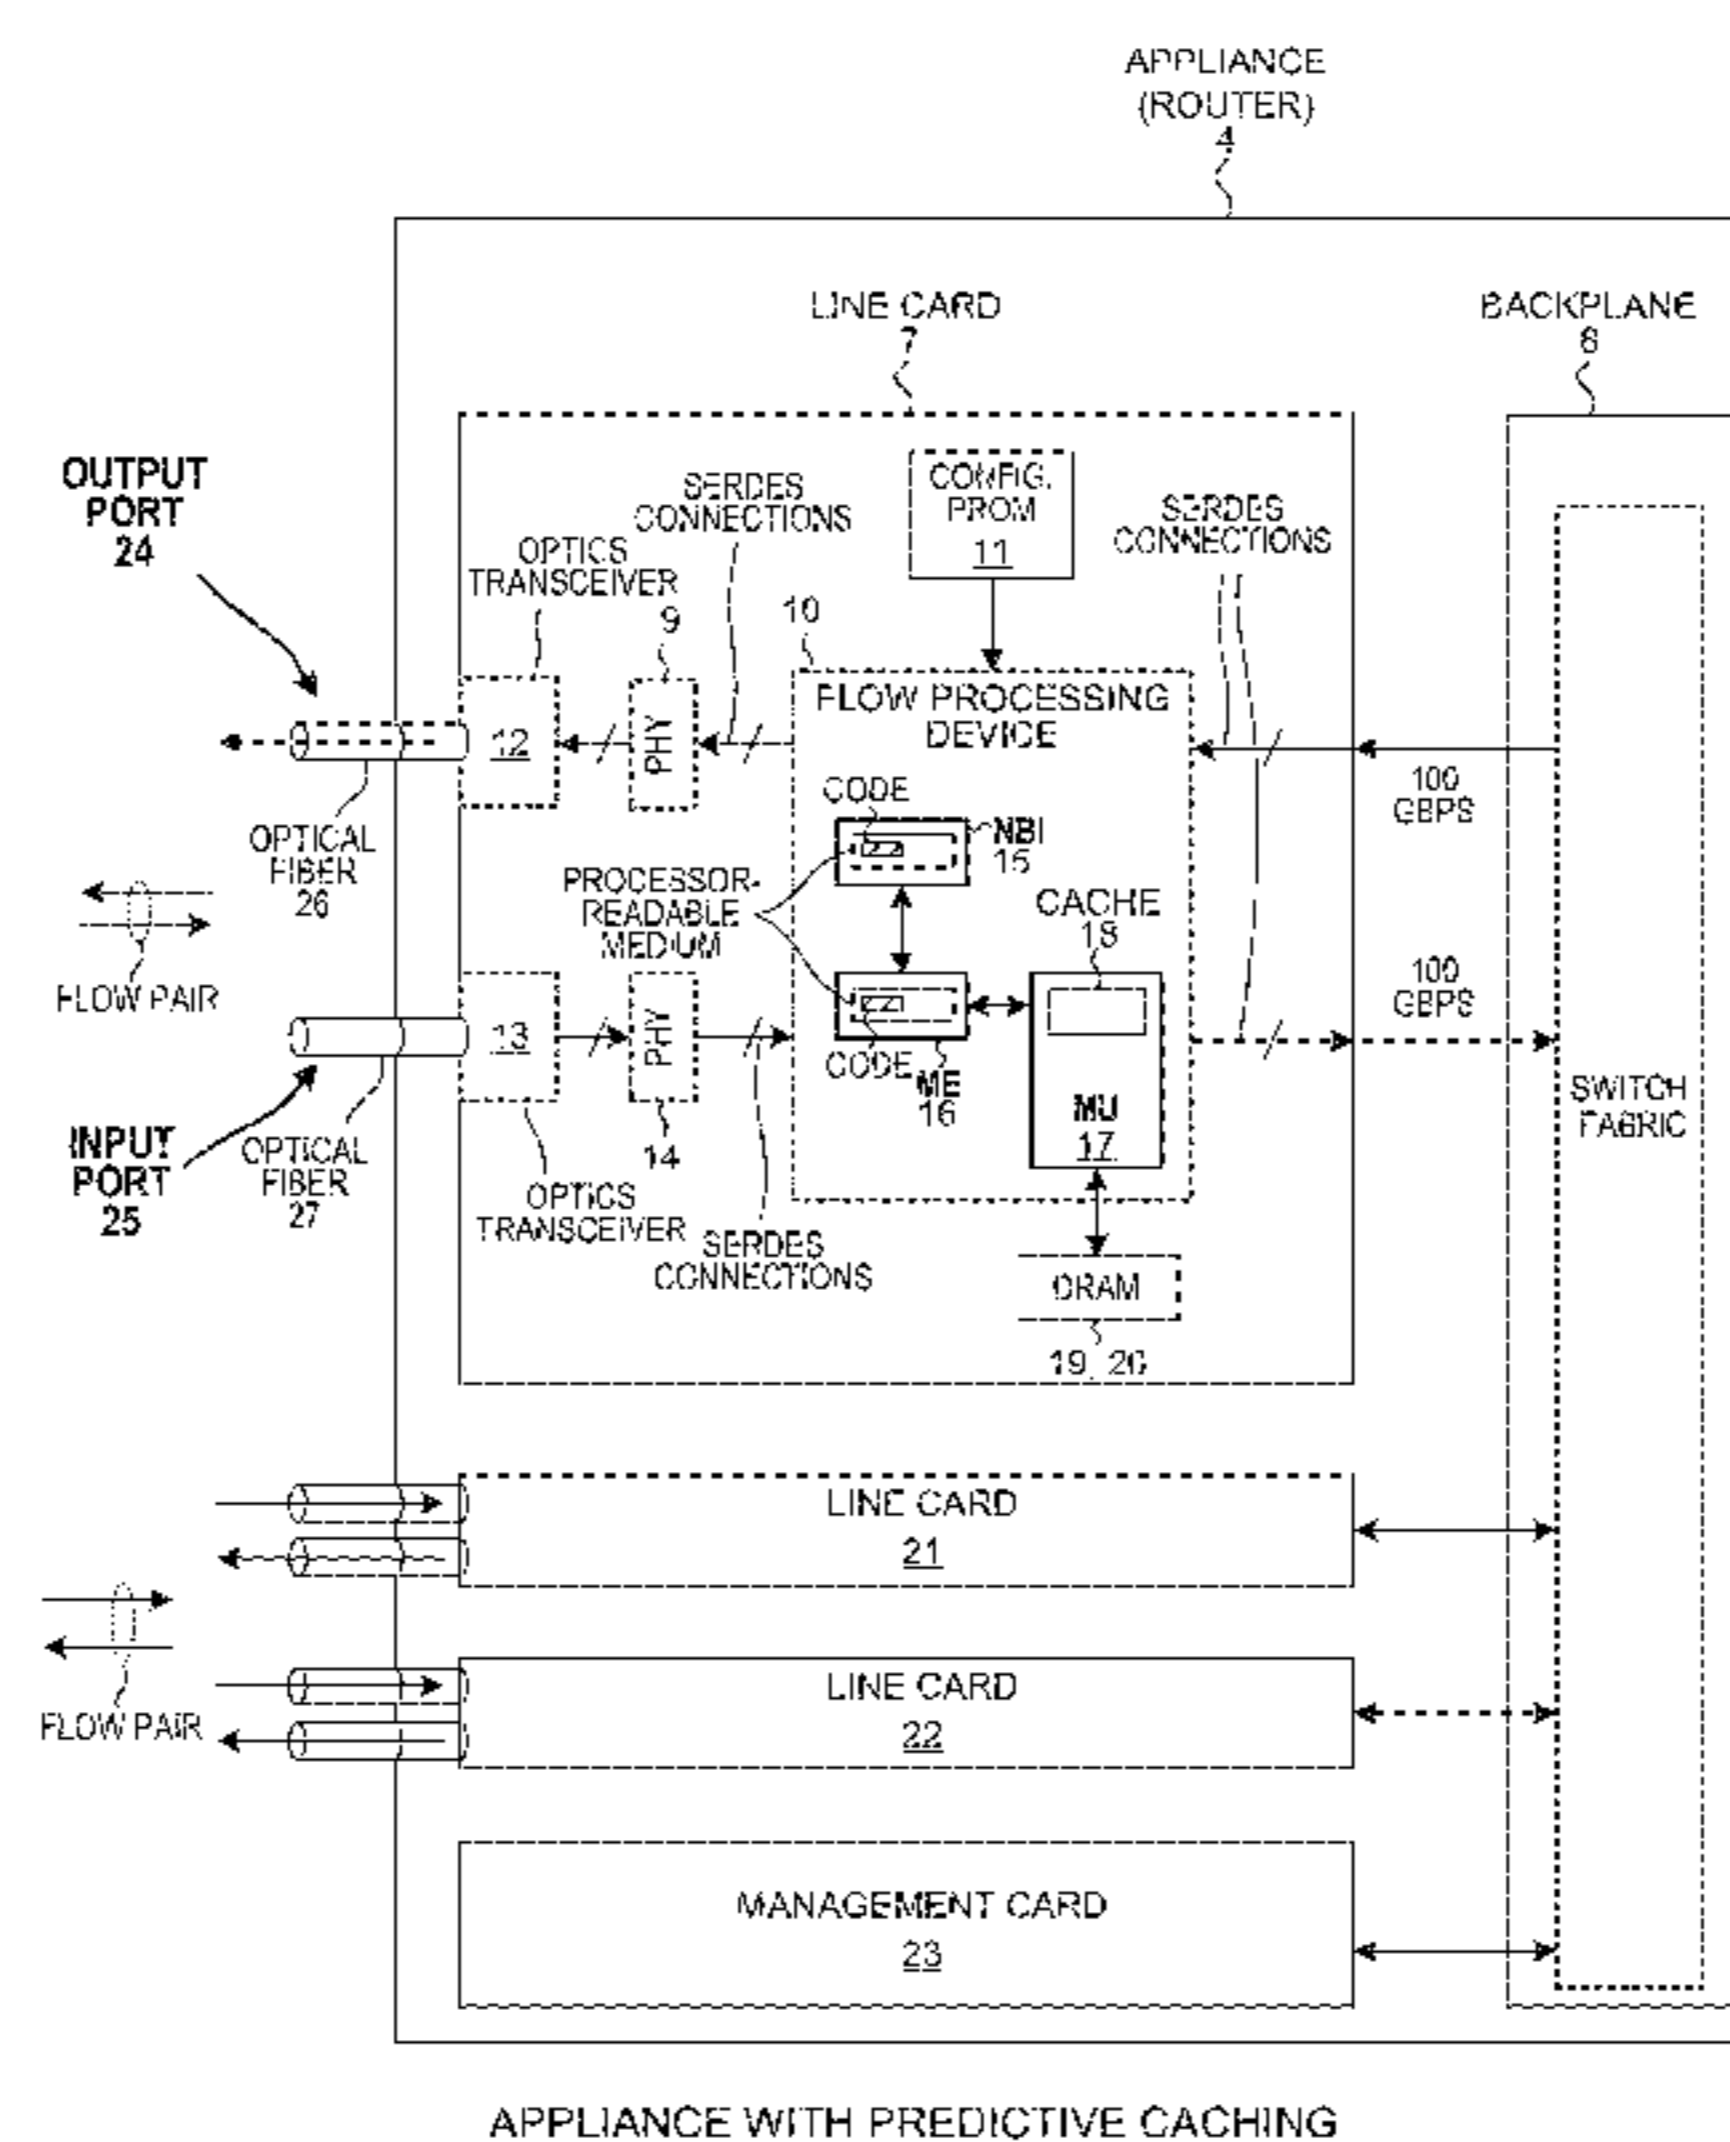 APPLIANCE
(ROUTER)
4
LINE CARD
7
BACKPLANE
OUTPUT
PORT
24
SERDES
CONNECTIONS
CONFIG.
PROM
11
SERDES
CONNECTIONS
OPTICS
TRANSCEIVER
9
10
FLOW PROCESSING
DEVICE
12
PHY
100
GBPS
CODE
NBI
15
OPTICAL
FIBER
26
PROCESSOR-
READABLE
MEDIUM
CACHE
18
FLOW PAIR
100
GBPS
13
PHY
CODE
ME
16
MU
17
SWITCH
FABRIC
INPUT
PORT
25
OPTICAL
FIBER
27
14
OPTICS
TRANSCEIVER
SERDES
CONNECTIONS
DRAM
19, 20
LINE CARD
21
LINE CARD
22
FLOW PAIR
MANAGEMENT CARD
23
APPLIANCE WITH PREDICTIVE CACHING